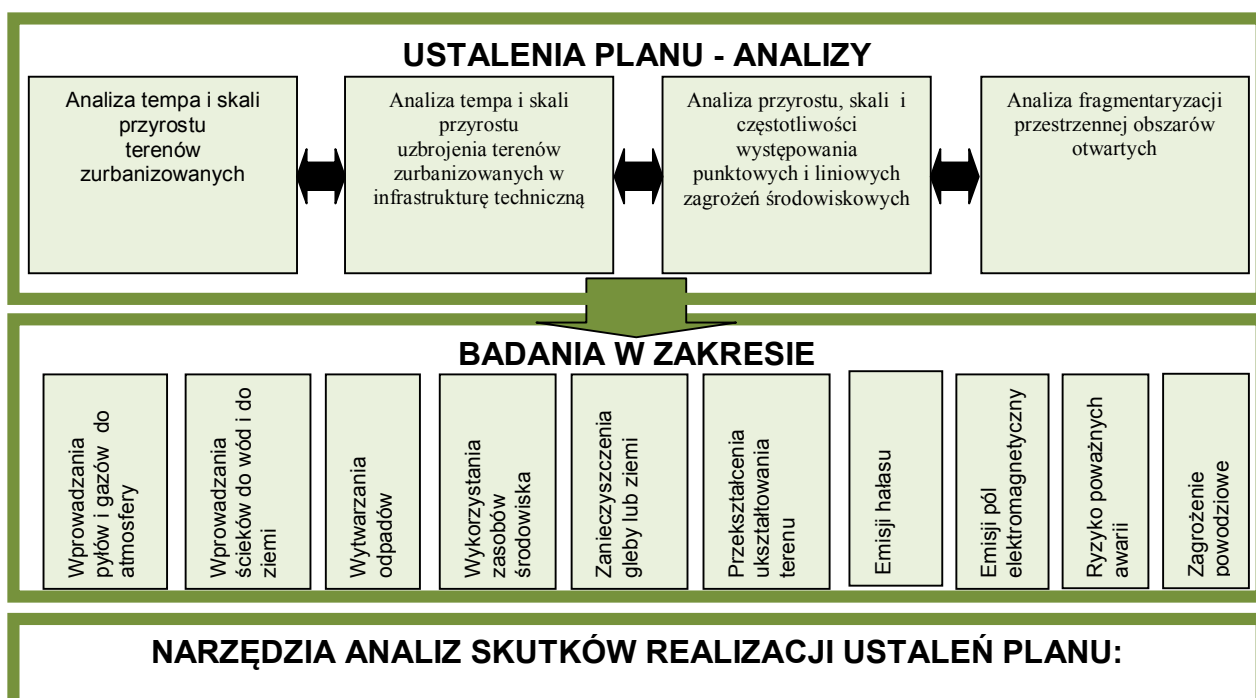 USTALENIA PLANU - ANALIZY
Analiza tempa i skali
przyrostu
terenów
zurbanizowanych
Analiza tempa i skali
przyrostu
uzbrojenia terenów
zurbanizowanych w
infrastrukturę techniczną
Analiza przyrostu, skali i
częstotliwości
występowania
punktowych i liniowych
zagrożeń środowiskowych
Analiza fragmentaryzacji
przestrzennej obszarów
otwartych
BADANIA W ZAKRESIE
Wprowadzania
pyłów i gazów do
atmosfery
Wprowadzania
ścieków do wód i do
ziemi
Wytwarzania
odpadów
Wykorzystania
zasobów
środowiska
Zanieczyszczenia
gleby lub ziemi
Przekształcenia
ukształtowania
terenu
Emisji hałasu
Emisji pól
elektromagnetyczny
Ryzyko poważnych
awarii
Zagrożenie
powodziowe
NARZĘDZIA ANALIZ SKUTKÓW REALIZACJI USTALEŃ PLANU: